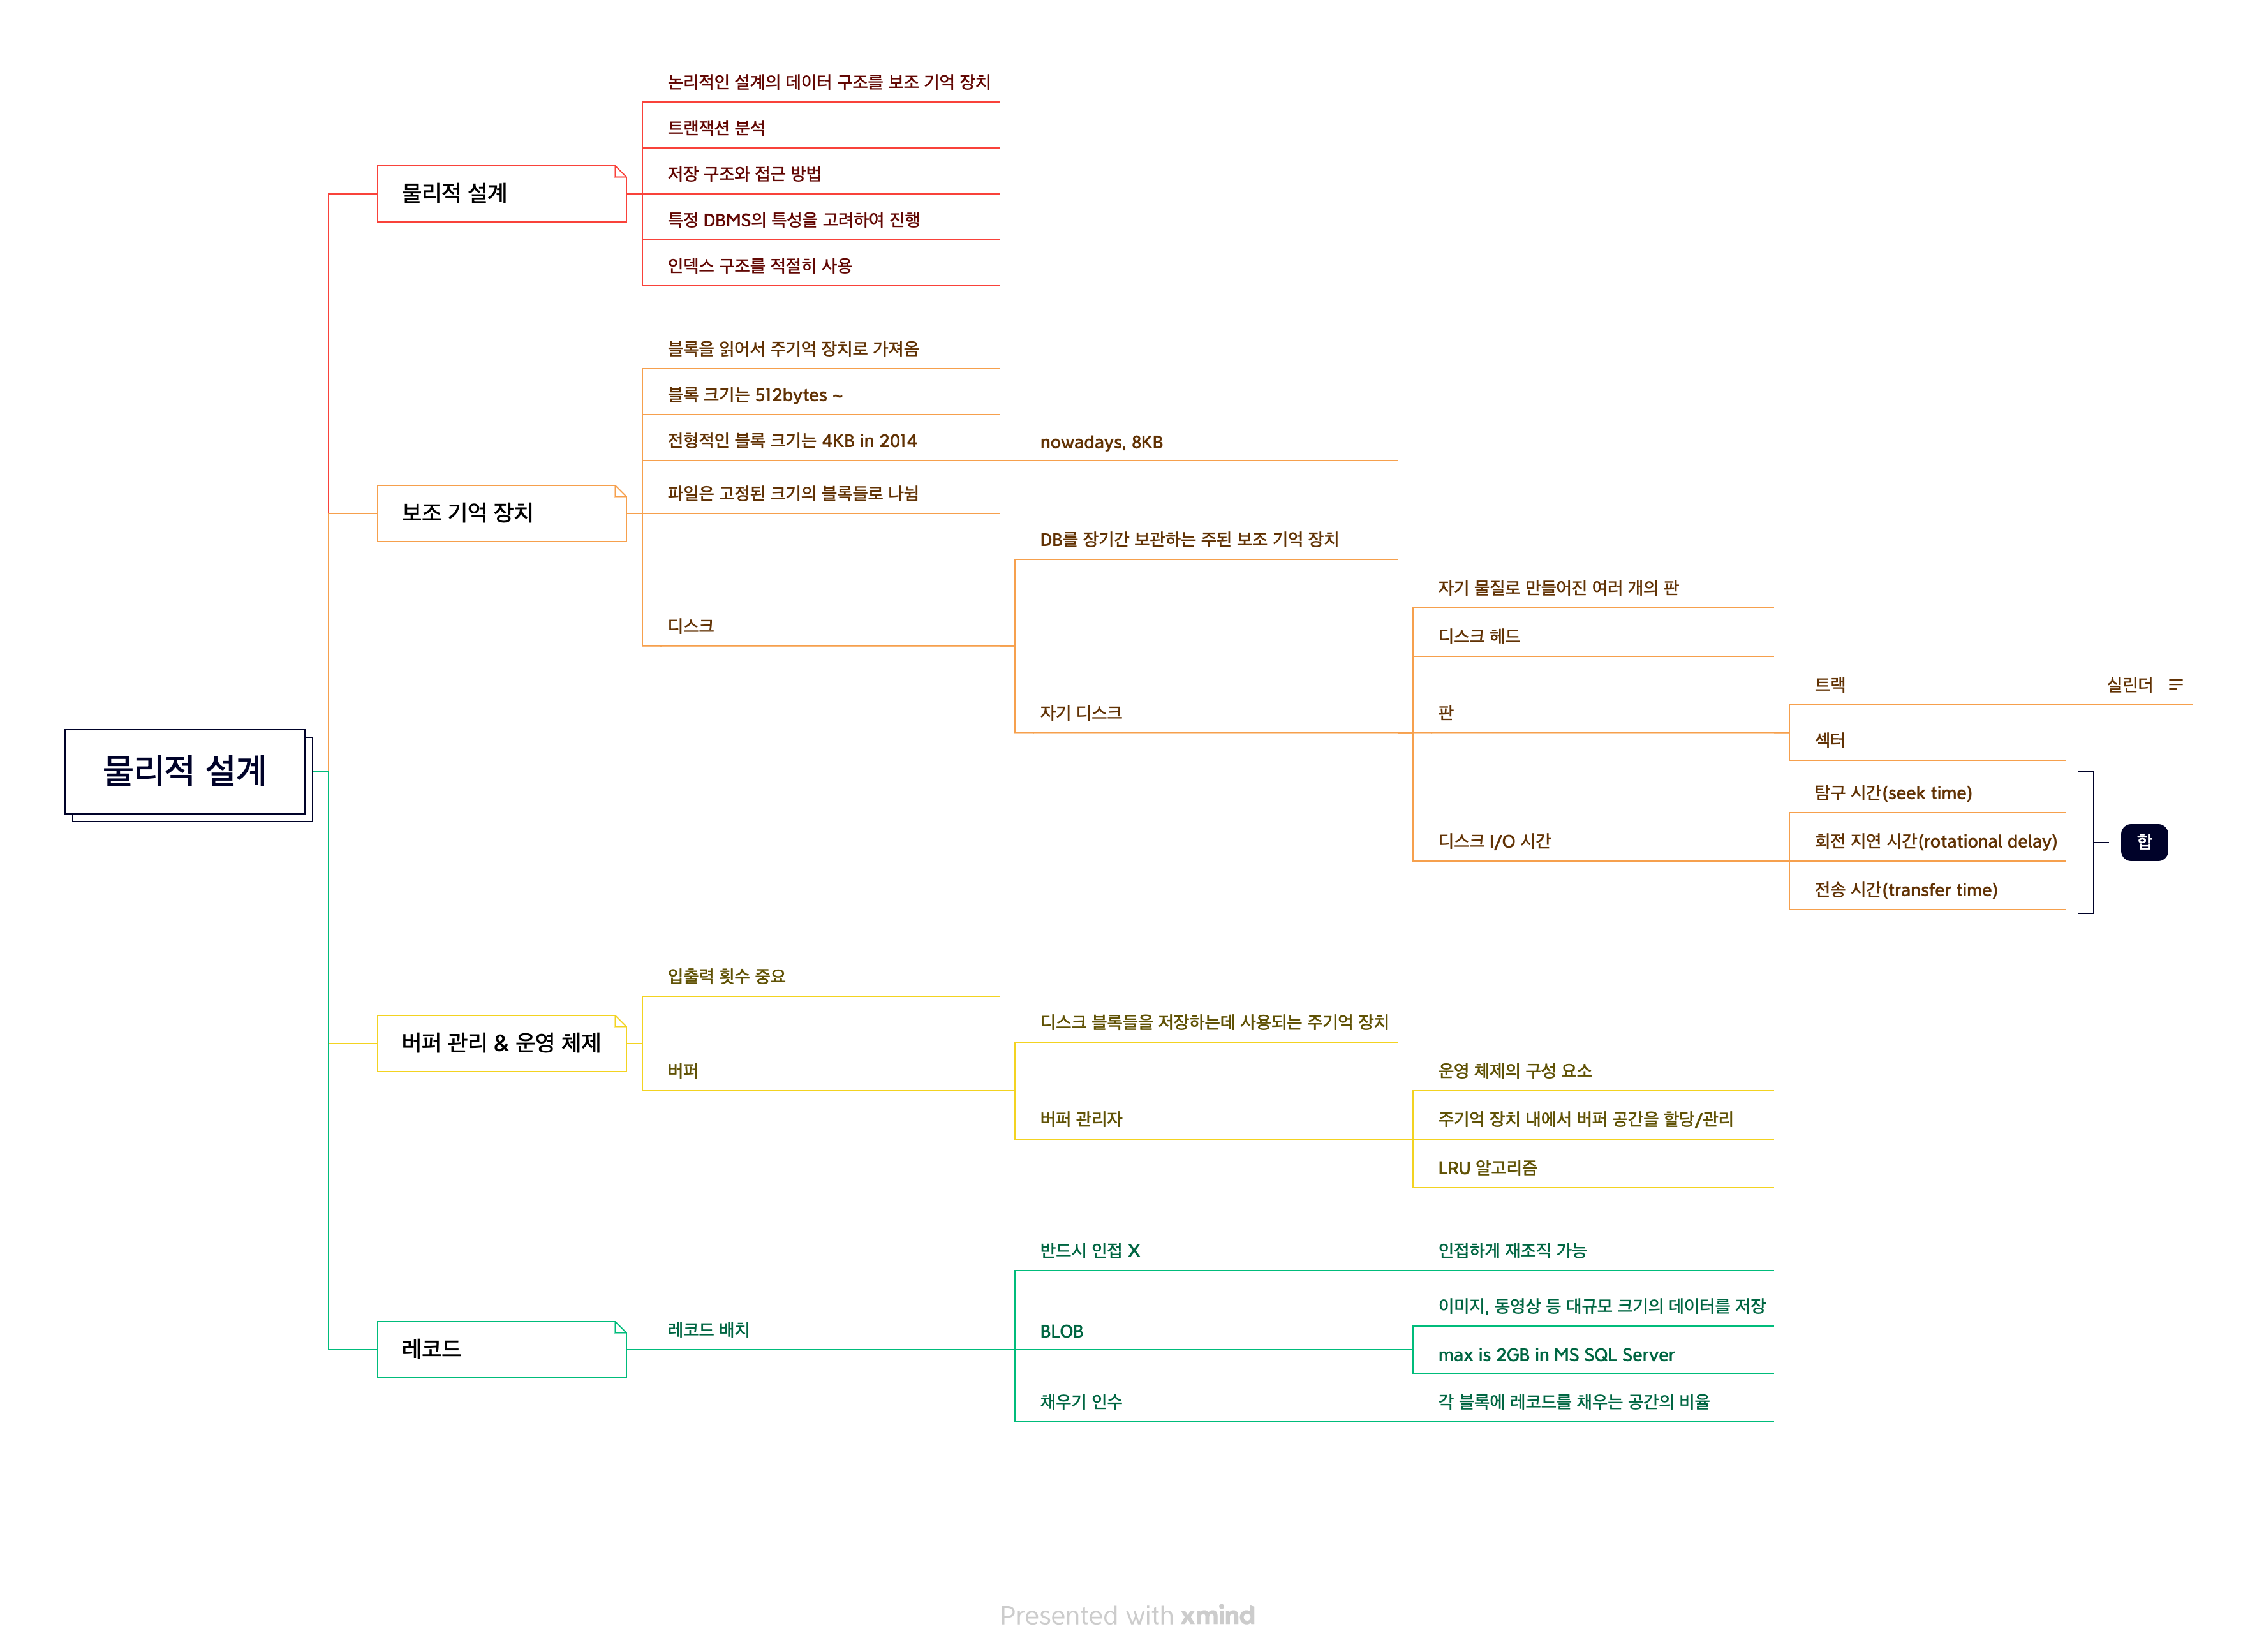 물리적 설계
물리적 설계
논리적인 설계의 데이터 구조를 보조 기억 장치
트랜잭션 분석
저장 구조와 접근 방법
특정 DBMS의 특성을 고려하여 진행
인덱스 구조를 적절히 사용
보조 기억 장치
블록을 읽어서 주기억 장치로 가져옴
블록 크기는 512bytes ~
전형적인 블록 크기는 4KB in 2014
nowadays, 8KB
파일은 고정된 크기의 블록들로 나뉨
디스크
DB를 장기간 보관하는 주된 보조 기억 장치
자기 디스크
자기 물질로 만들어진 여러 개의 판
디스크 헤드
판
트랙
실린더
섹터
디스크 I/O 시간
탐구 시간(seek time)
회전 지연 시간(rotational delay)
전송 시간(transfer time)
합
버퍼 관리 & 운영 체제
입출력 횟수 중요
버퍼
디스크 블록들을 저장하는데 사용되는 주기억 장치
버퍼 관리자
운영 체제의 구성 요소
주기억 장치 내에서 버퍼 공간을 할당/관리
LRU 알고리즘
레코드
레코드 배치
반드시 인접 X
인접하게 재조직 가능
BLOB
이미지, 동영상 등 대규모 크기의 데이터를 저장
max is 2GB in MS SQL Server
채우기 인수
각 블록에 레코드를 채우는 공간의 비율
Presented with xmind